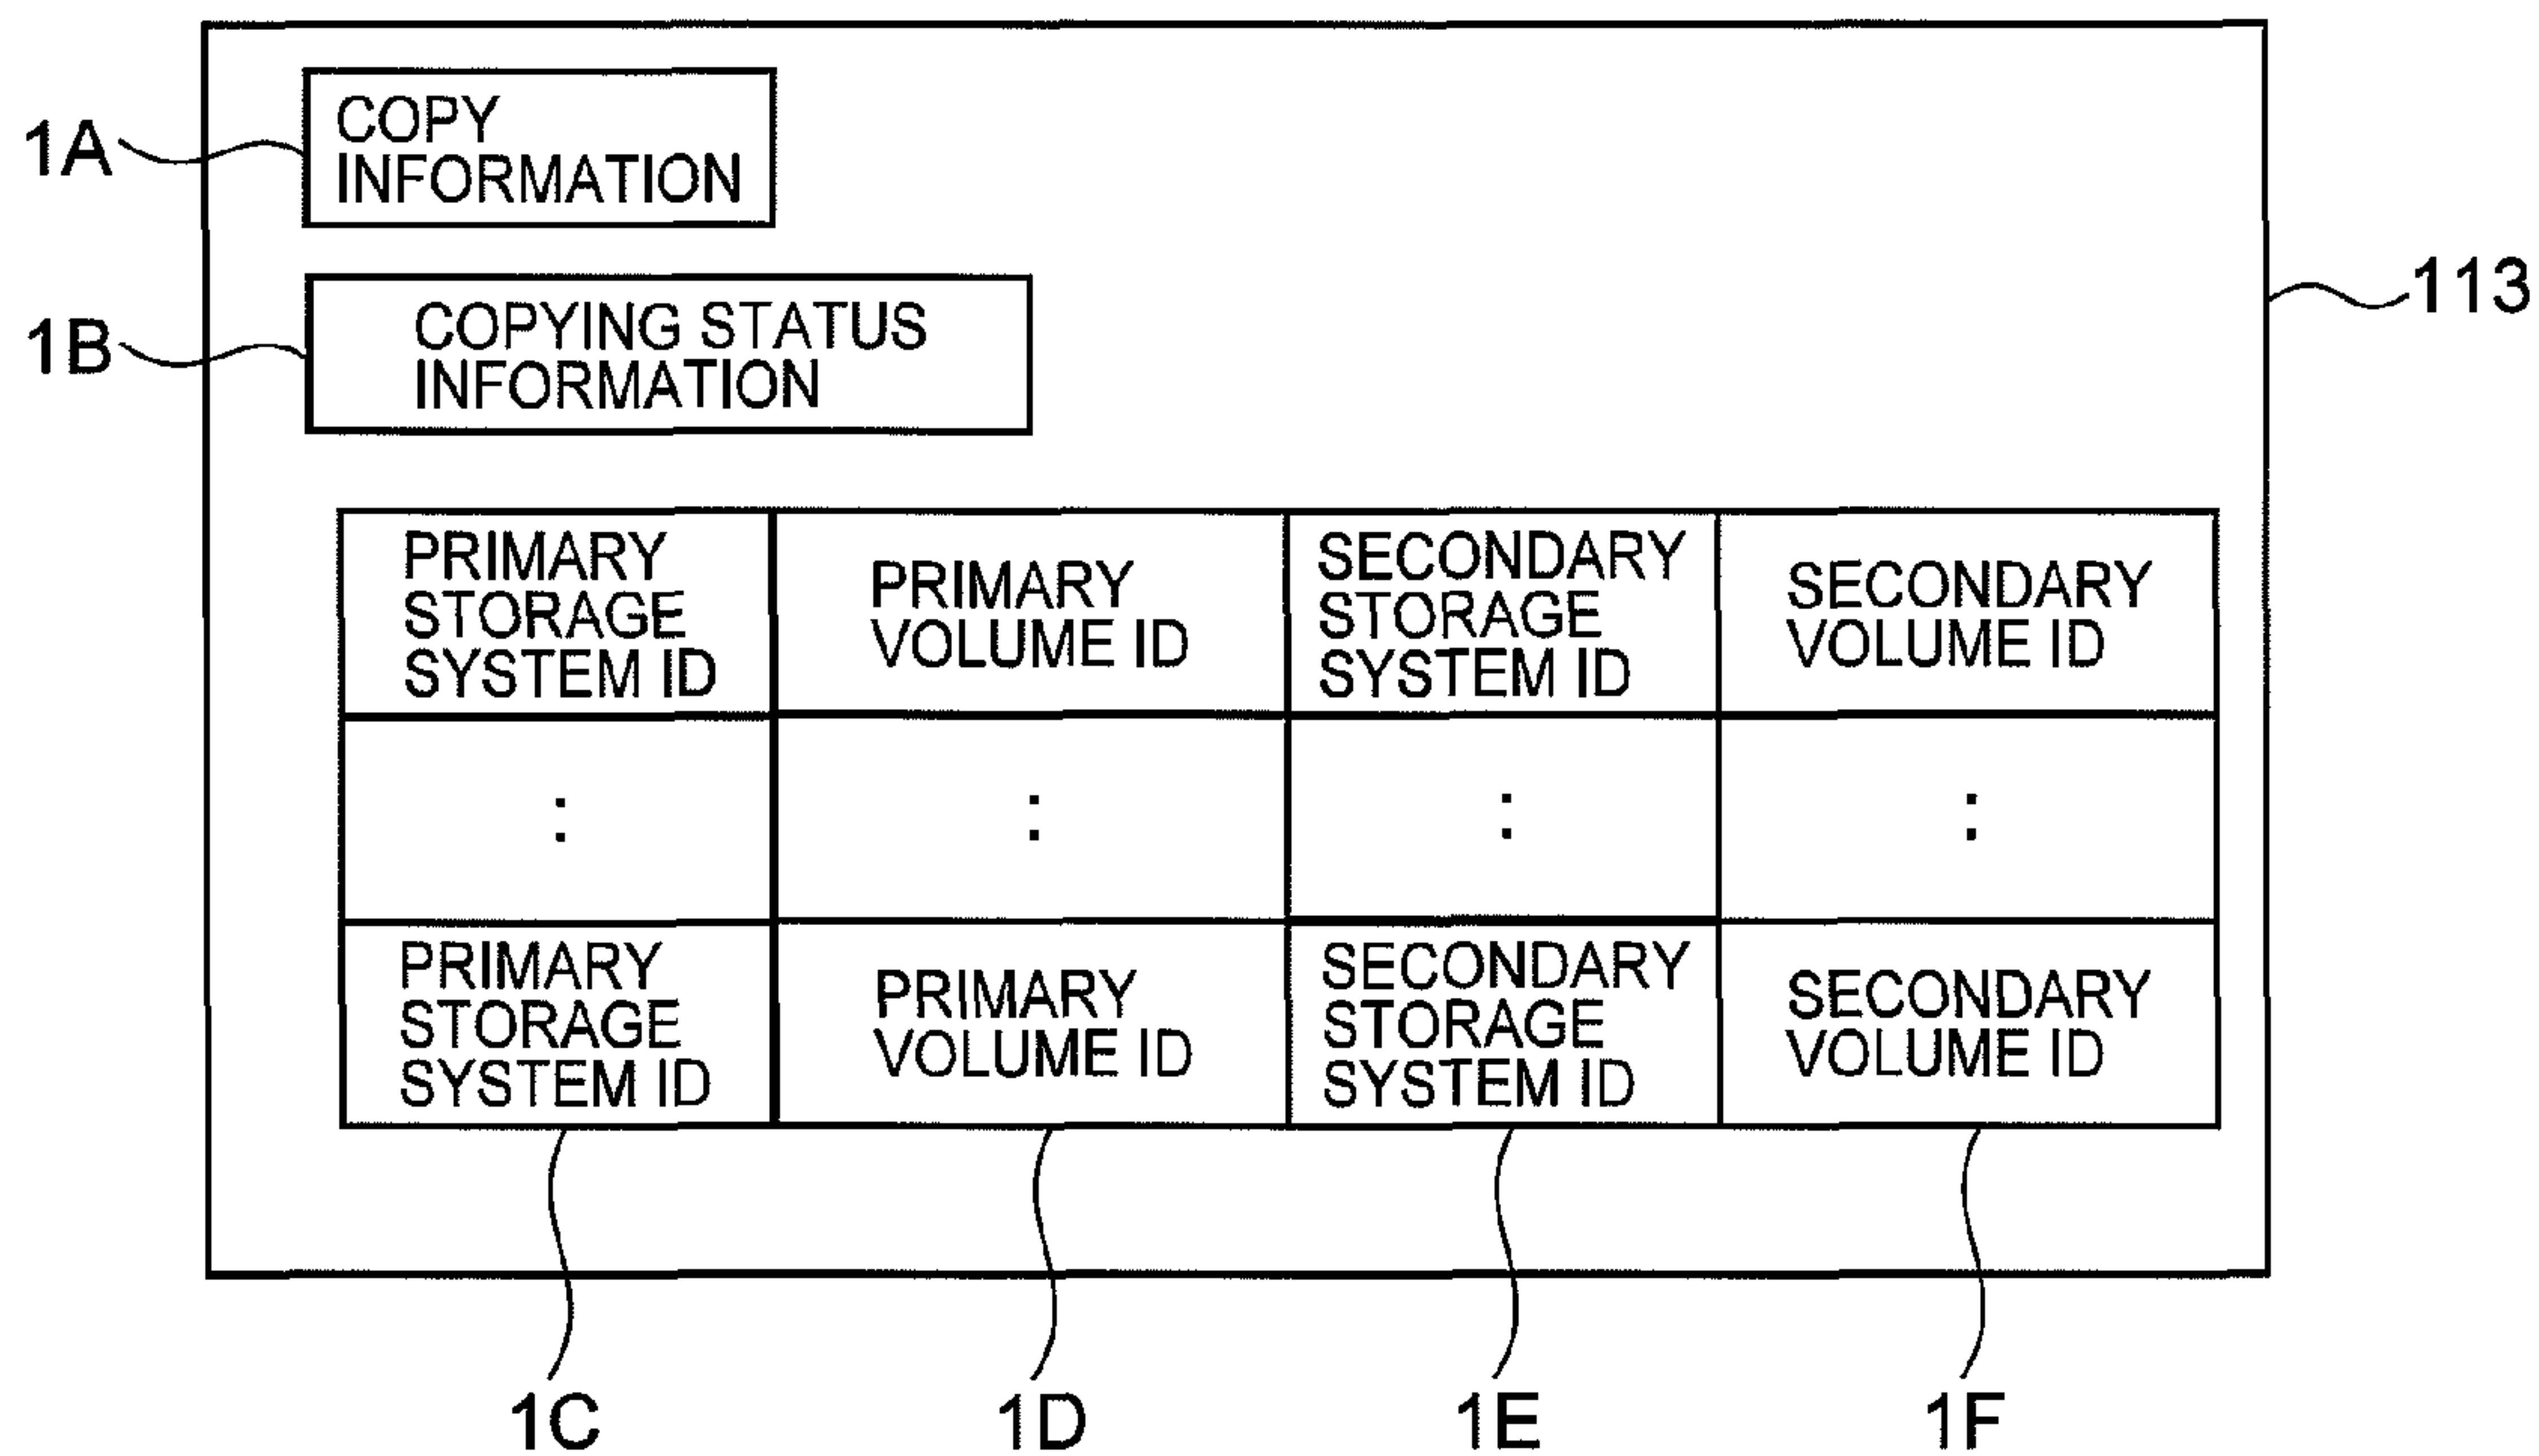 1A
COPY
INFORMATION
1B
COPYING STATUS
INFORMATION
113
PRIMARY
STORAGE
SYSTEM ID
PRIMARY
VOLUME ID
SECONDARY
STORAGE
SYSTEM ID
SECONDARY
VOLUME ID
:
:
:
:
PRIMARY
STORAGE
SYSTEM ID
PRIMARY
VOLUME ID
SECONDARY
STORAGE
SYSTEM ID
SECONDARY
VOLUME ID
1C
1D
1E
1F